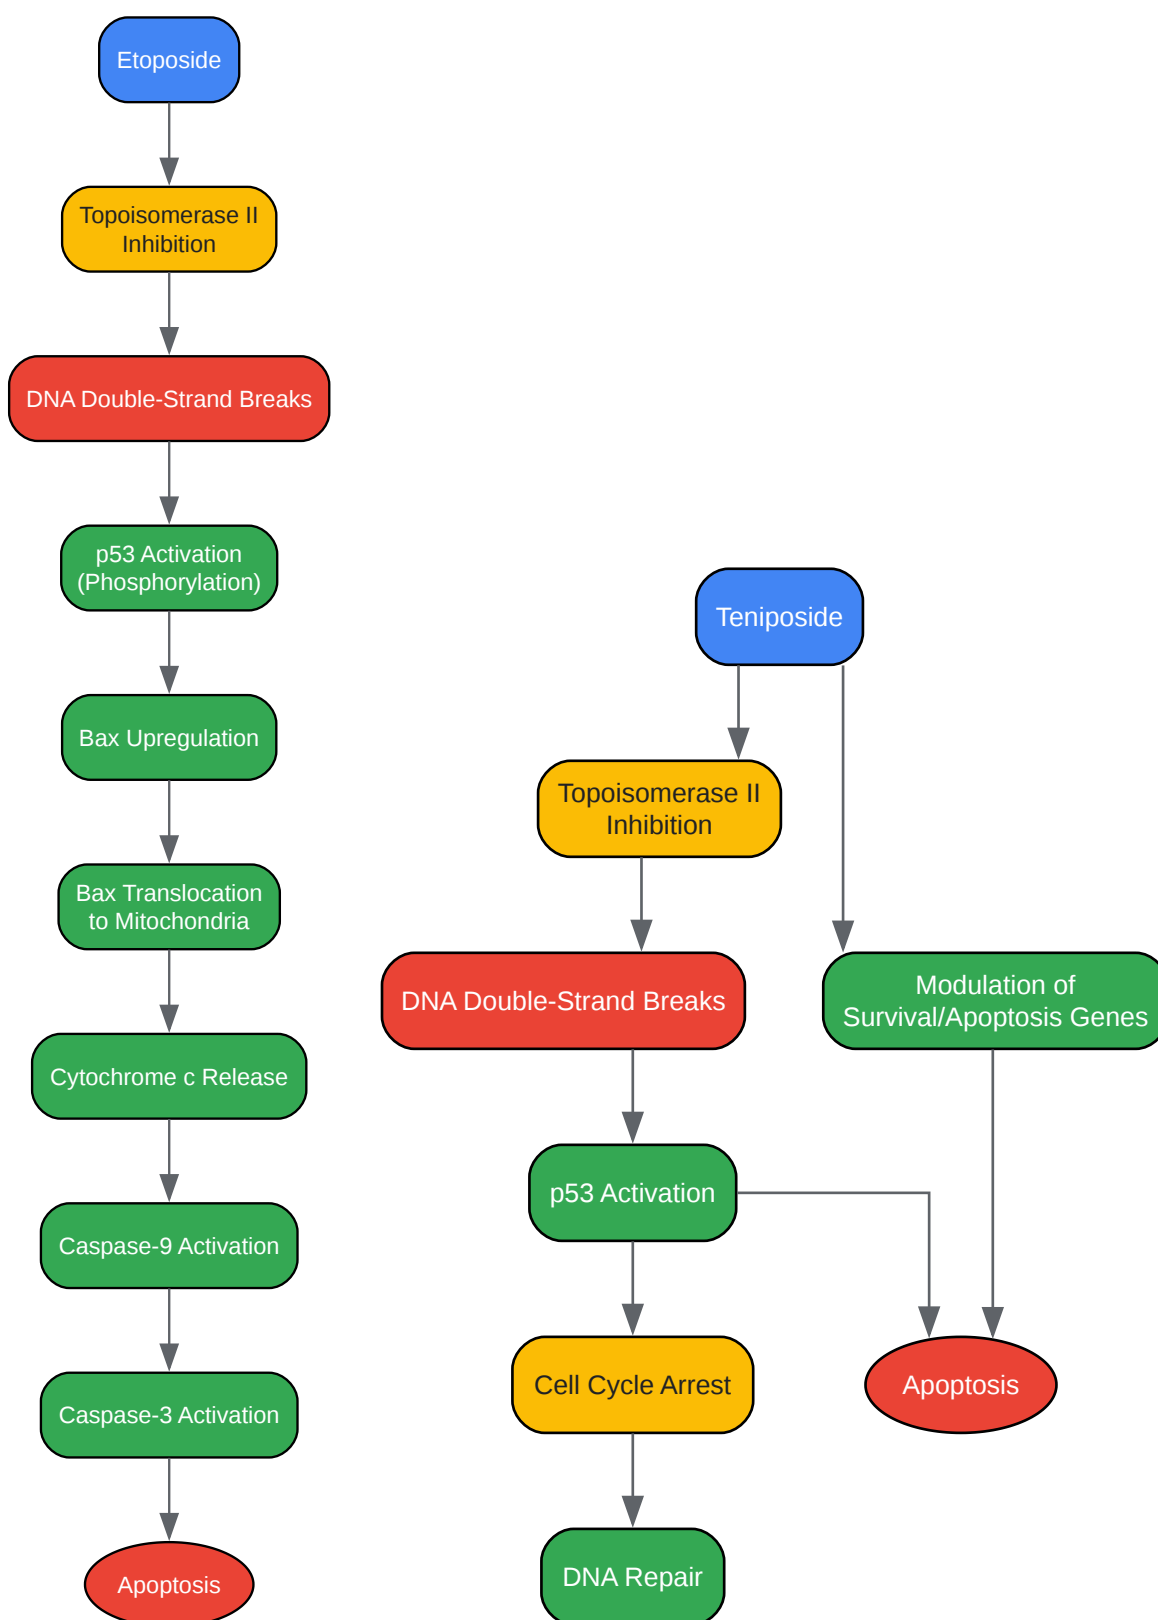 Etoposide
Topoisomerase II
Inhibition
DNA Double-Strand Breaks
p53 Activation
(Phosphorylation)
Bax Upregulation
Bax Translocation
to Mitochondria
Cytochrome c Release
Caspase-9 Activation
Caspase-3 Activation
Apoptosis
Teniposide
Topoisomerase II
Inhibition
DNA Double-Strand Breaks
Modulation of
Survival/Apoptosis Genes
p53 Activation
Cell Cycle Arrest
Apoptosis
DNA Repair